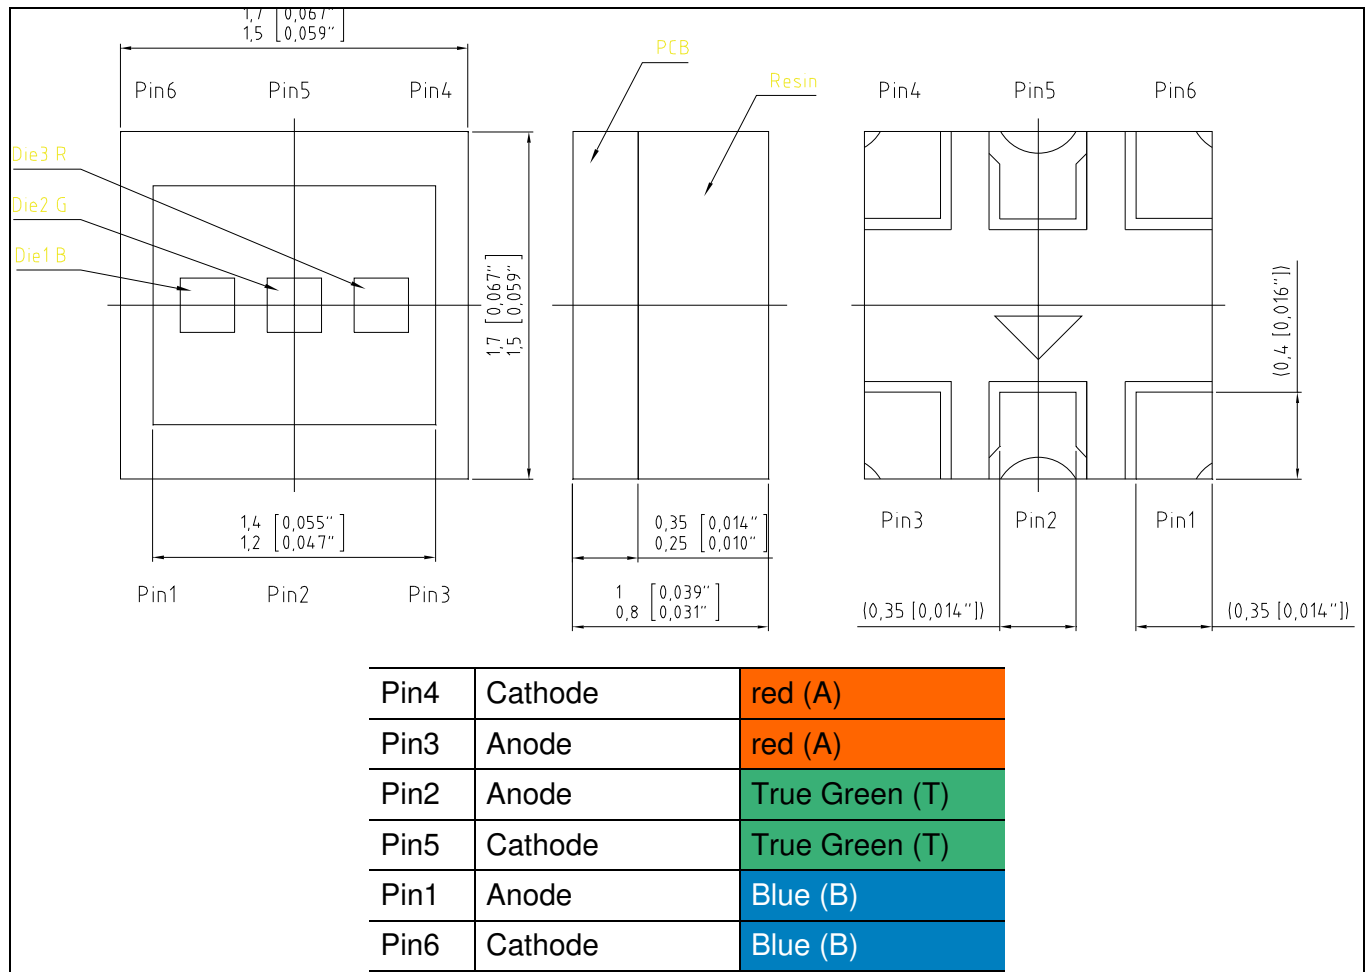 1,7 [0,067"]
1,5 [0,059"]
Pin6 Pin5 Pin4
PCB
Resin
Pin4 Pin5 Pin6
Die3 R
Die2 G
Die1 B
1,7 [0,067"]
1,5 [0,059"]
(0,4 [0,016"])
1,4 [0,055"]
1,2 [0,047"]
0,35 [0,014"]
0,25 [0,010"]
Pin3 Pin2 Pin1
Pin1 Pin2 Pin3
1 [0,039"]
0,8 [0,031"]
(0,35 [0,014"])
(0,35 [0,014"])
Pin4 Cathode red (A)
Pin3 Anode red (A)
Pin2 Anode True Green (T)
Pin5 Cathode True Green (T)
Pin1 Anode Blue (B)
Pin6 Cathode Blue (B)